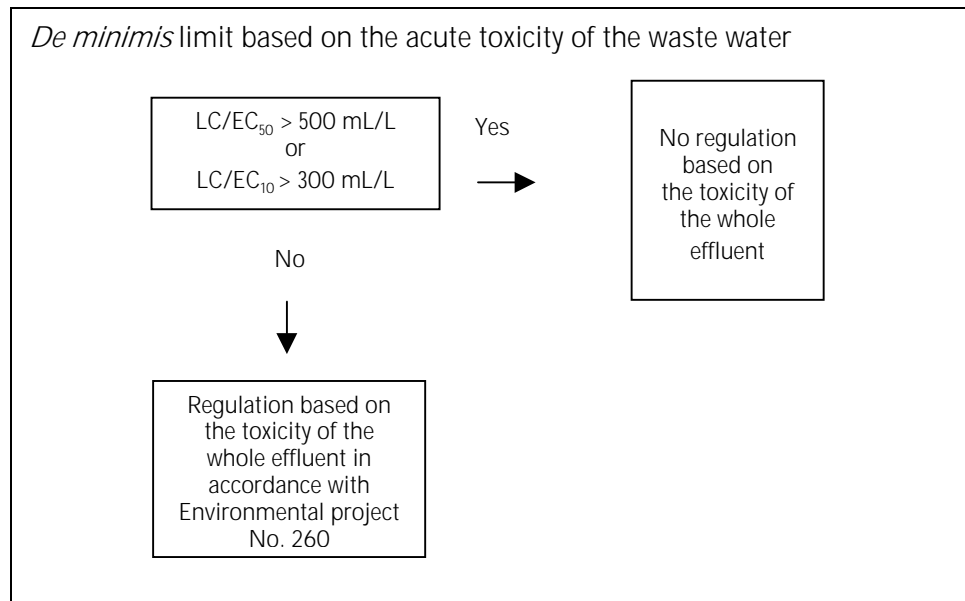 De minimis limit based on the acute toxicity of the waste water
LC/EC₅₀ > 500 mL/L
or
LC/EC₁₀ > 300 mL/L
Yes
No regulation
based on
the toxicity of
the whole
effluent
No
Regulation based on
the toxicity of the
whole effluent in
accordance with
Environmental project
No. 260